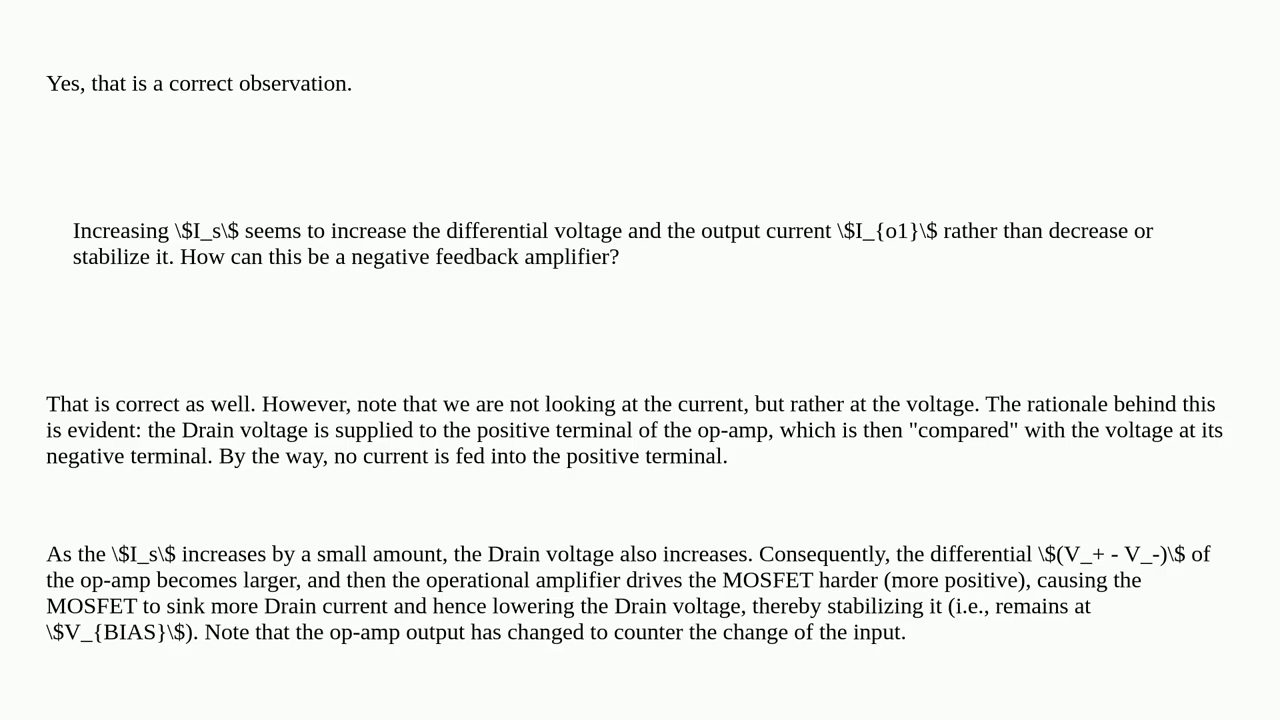 Yes, that is a correct observation.
Increasing \$I_s\$ seems to increase the differential voltage and the output current \$I_{o1}\$ rather than decrease or
stabilize it. How can this be a negative feedback amplifier?
That is correct as well. However, note that we are not looking at the current, but rather at the voltage. The rationale behind this
is evident: the Drain voltage is supplied to the positive terminal of the op-amp, which is then "compared" with the voltage at its
negative terminal. By the way, no current is fed into the positive terminal.
As the \$I_s\$ increases by a small amount, the Drain voltage also increases. Consequently, the differential \$(V_+ - V_-)\$ of
the op-amp becomes larger, and then the operational amplifier drives the MOSFET harder (more positive), causing the
MOSFET to sink more Drain current and hence lowering the Drain voltage, thereby stabilizing it (i.e., remains at
\$V_{BIAS}\$). Note that the op-amp output has changed to counter the change of the input.